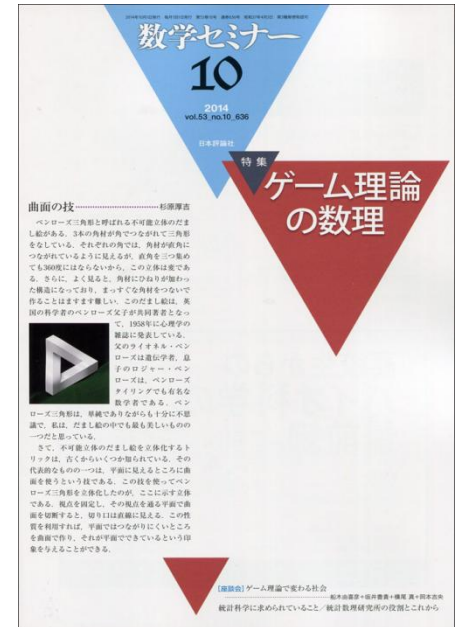 数学セミナー
10
2014
vol.53_no.10_636
日本評論社
特集
ゲーム理論
の数理
曲面の技 杉原厚吉
ペンローズ三角形と呼ばれる不可能立体のだま
し絵がある．3本の角材が角でつながれて三角形
をなしている．それぞれの角では，角材が直角に
つながれているように見えるが，直角を三つ集め
ても360度にはならないから，この立体は変であ
る．さらに，よく見ると，角材にひねりが加わっ
た構造になっており，まっすぐな角材をつないで
作ることはますます難しい．このだまし絵は，英
国の科学者のペンローズ父子が共同著者となっ
て，1958年に心理学の
雑誌に発表している．
父のライオネル・ペン
ローズは遺伝学者，息
子のロジャー・ペン
ローズは，ペンローズ
タイリングでも有名な
数学者である．ペン
ローズ三角形は，単純でありながらも十分に不思
議で，私は，だまし絵の中でも最も美しいものの
一つだと思っている．
さて，不可能立体のだまし絵を立体化するト
リックは，古くからいくつか知られている．その
代表的なものの一つは，平面に見えるところに曲
面を使うという技である．この技を使ってペン
ローズ三角形を立体化したのが，ここに示す立体
である．視点を固定し，その視点を通る平面で曲
面を切断すると，切り口は直線に見える．この性
質を利用すれば，平面ではつながりにくいところ
を曲面で作り，それが平面でできているという印
象を与えることができる．
［座談会］ゲーム理論で変わる社会
船木由喜彦+坂井豊貴+横尾 真+岡本吉央
統計科学に求められていること／統計数理研究所の役割とこれから